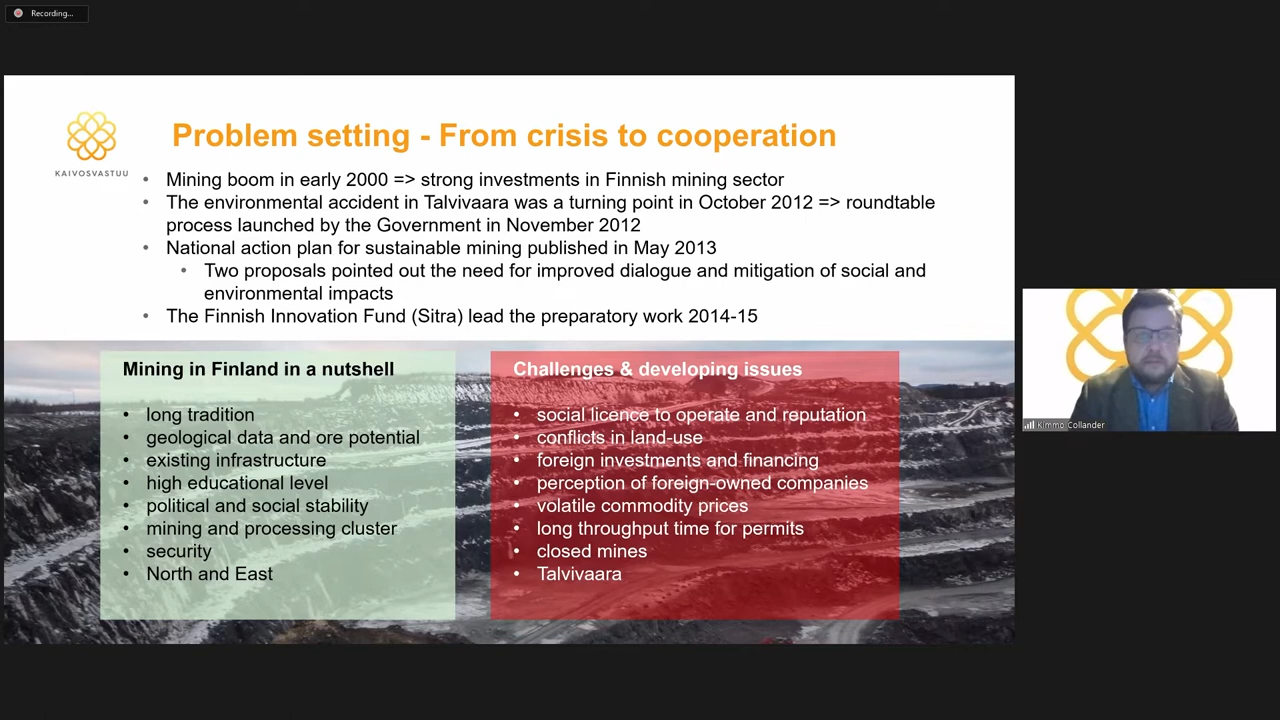 Recording...
KAIVOSVASTUU
Problem setting - From crisis to cooperation
• Mining boom in early 2000 => strong investments in Finnish mining sector
• The environmental accident in Talvivaara was a turning point in October 2012 => roundtable
process launched by the Government in November 2012
• National action plan for sustainable mining published in May 2013
• Two proposals pointed out the need for improved dialogue and mitigation of social and
environmental impacts
• The Finnish Innovation Fund (Sitra) lead the preparatory work 2014-15
Mining in Finland in a nutshell
• long tradition
• geological data and ore potential
• existing infrastructure
• high educational level
• political and social stability
• mining and processing cluster
• security
• North and East
Challenges & developing issues
• social licence to operate and reputation
• conflicts in land-use
• foreign investments and financing
• perception of foreign-owned companies
• volatile commodity prices
• long throughput time for permits
• closed mines
• Talvivaara
Kimmo Collander